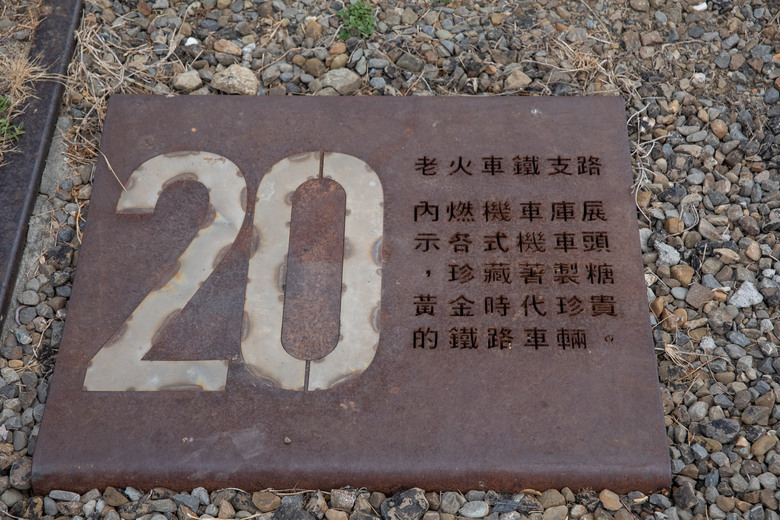 20
老火車鐵支路
內燃機車庫展
示各式機車頭
，珍藏著製糖
黃金時代珍貴
的鐵路車輛。